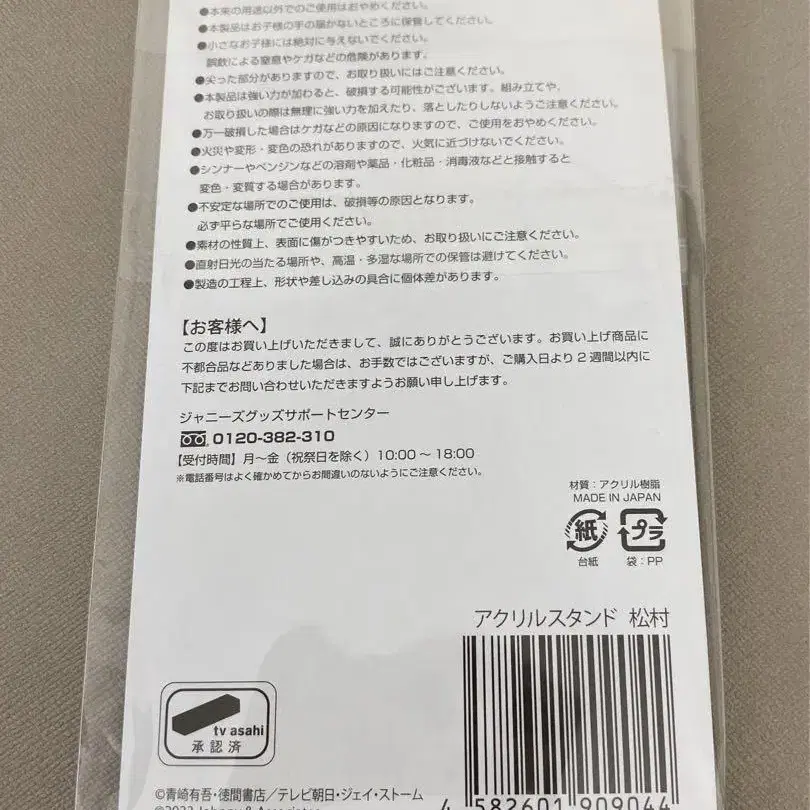 ●本来の用途以外でのご使用はおやめください。
●本製品はお子様の手の届かないところに保管してください。
●小さなお子様には絶対に与えないでください。
誤飲による窒息やケガなどの危険があります。
●尖った部分がありますので、お取り扱いにはご注意ください。
●本製品は強い力が加わると、破損する可能性がございます。組み立てや、
お取り扱いの際は無理に強い力を加えたり、落としたりしないようご注意ください。
●万一破損した場合はケガなどの原因になりますので、ご使用をおやめください。
●火災や変形・変色の恐れがありますので、火気に近づけないでください。
●シンナーやベンジンなどの溶剤や薬品・化粧品・消毒液などと接触すると
変色・変質する場合があります。
●不安定な場所でのご使用は、破損等の原因となります。
必ず平らな場所でご使用ください。
●素材の性質上、表面に傷がつきやすいため、お取り扱いにご注意ください。
●直射日光の当たる場所や、高温・多湿な場所での保管は避けてください。
●製造の工程上、形状や差し込みの具合に個体差があります。
【お客様へ】
この度はお買い上げいただきまして、誠にありがとうございます。お買い上げ商品に
不都合品などありました場合は、お手数ではございますが、ご購入日より2週間以内に
下記までお問い合わせいただきますようお願い申し上げます。
ジャニーズグッズサポートセンター
0120-382-310
【受付時間】月〜金（祝祭日を除く）10:00〜18:00
※電話番号はよく確かめてからお間違いのないようにご注意ください。
材質：アクリル樹脂
MADE IN JAPAN
紙 プラ
台紙 袋：PP
アクリルスタンド 松村
tv asahi
承認済
©青崎有吾・徳間書店／テレビ朝日・ジェイ・ストーム
4 582601 909044